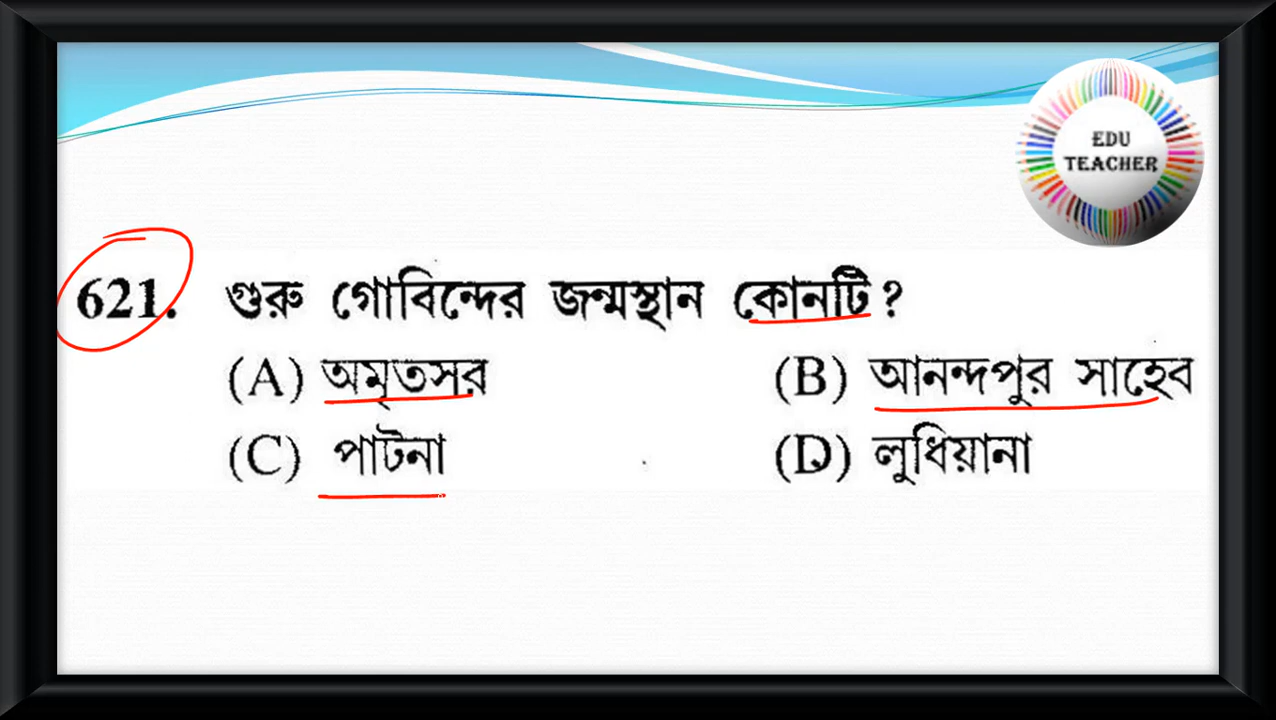 EDU
TEACHER
621. গুরু গোবিন্দের জন্মস্থান কোনটি ?
(A) অমৃতসর (B) আনন্দপুর সাহেব
(C) পাটনা (D) লুধিয়ানা